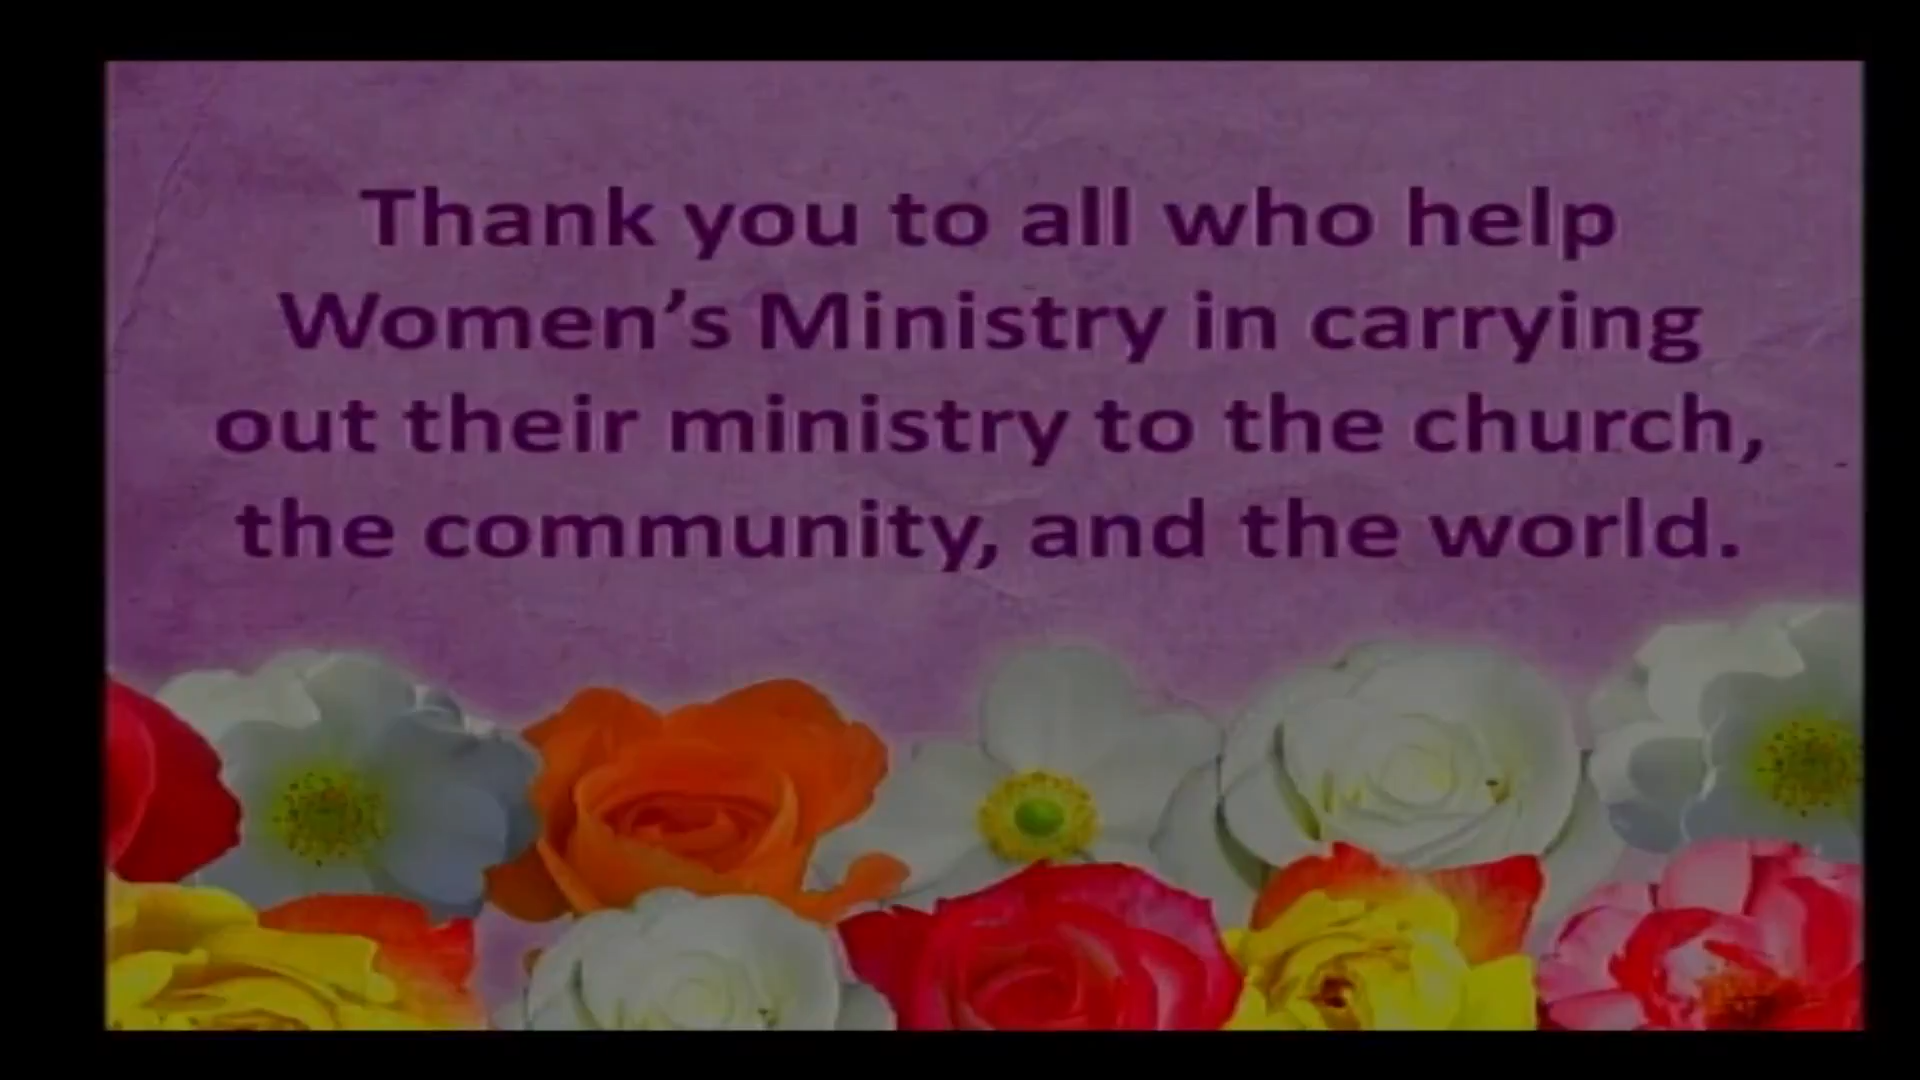 Thank you to all who help
Women’s Ministry in carrying
out their ministry to the church,
the community, and the world.